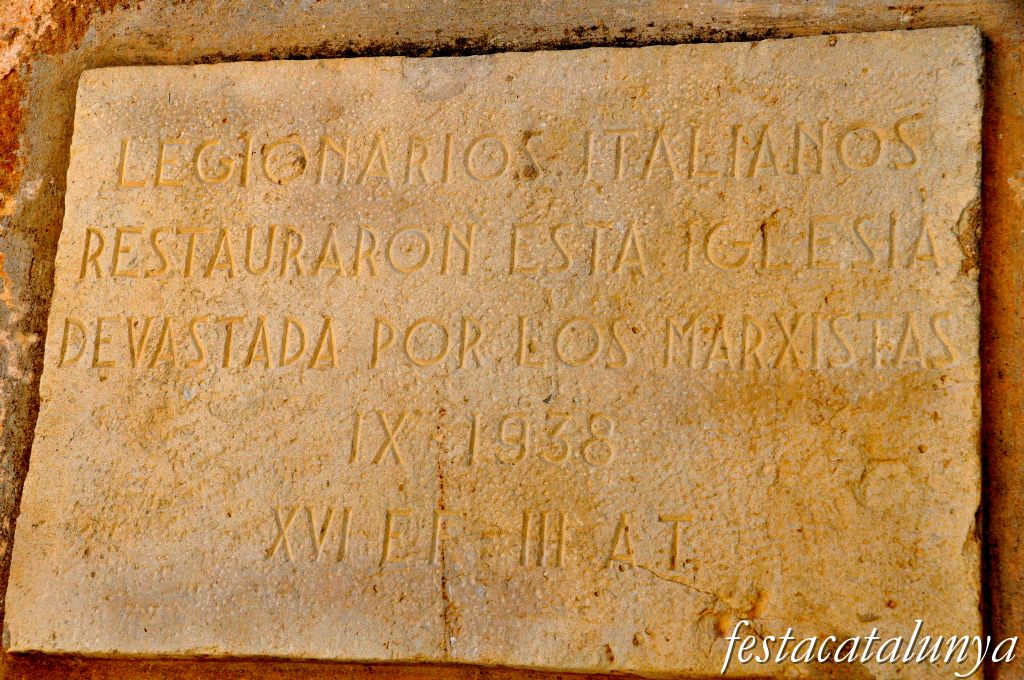 LEGIONARIOS ITALIANOS
RESTAURARON ESTA IGLESIA
DEVASTADA POR LOS MARXISTAS
IX 1938
XVI E F - III A T
festacatalunya